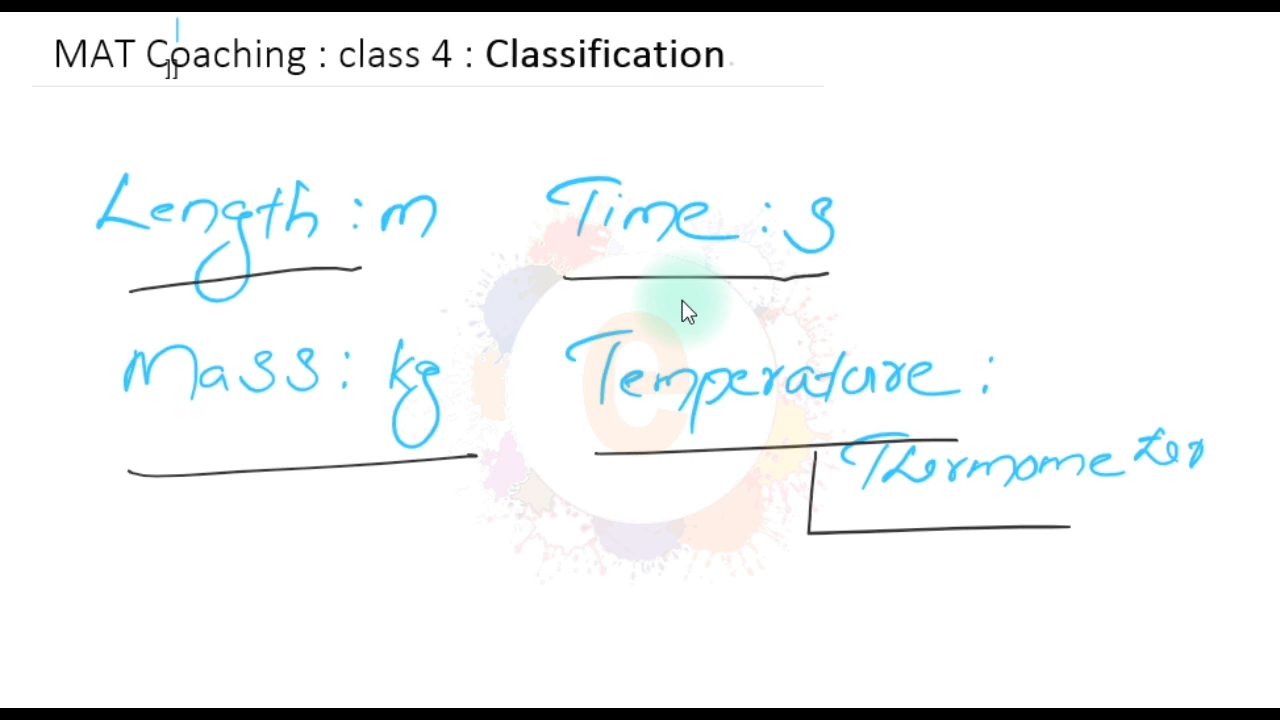 MAT Coaching : class 4 : Classification.
Length : m Time : s
Mass : kg Temperature :
Thermometer